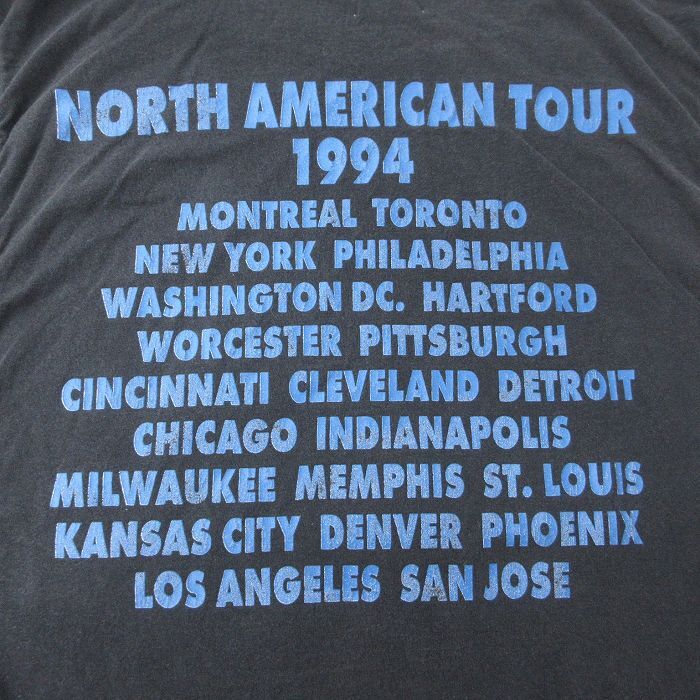 NORTH AMERICAN TOUR
1994
MONTREAL TORONTO
NEW YORK PHILADELPHIA
WASHINGTON DC. HARTFORD
WORCESTER PITTSBURGH
CINCINNATI CLEVELAND DETROIT
CHICAGO INDIANAPOLIS
MILWAUKEE MEMPHIS ST. LOUIS
KANSAS CITY DENVER PHOENIX
LOS ANGELES SAN JOSE